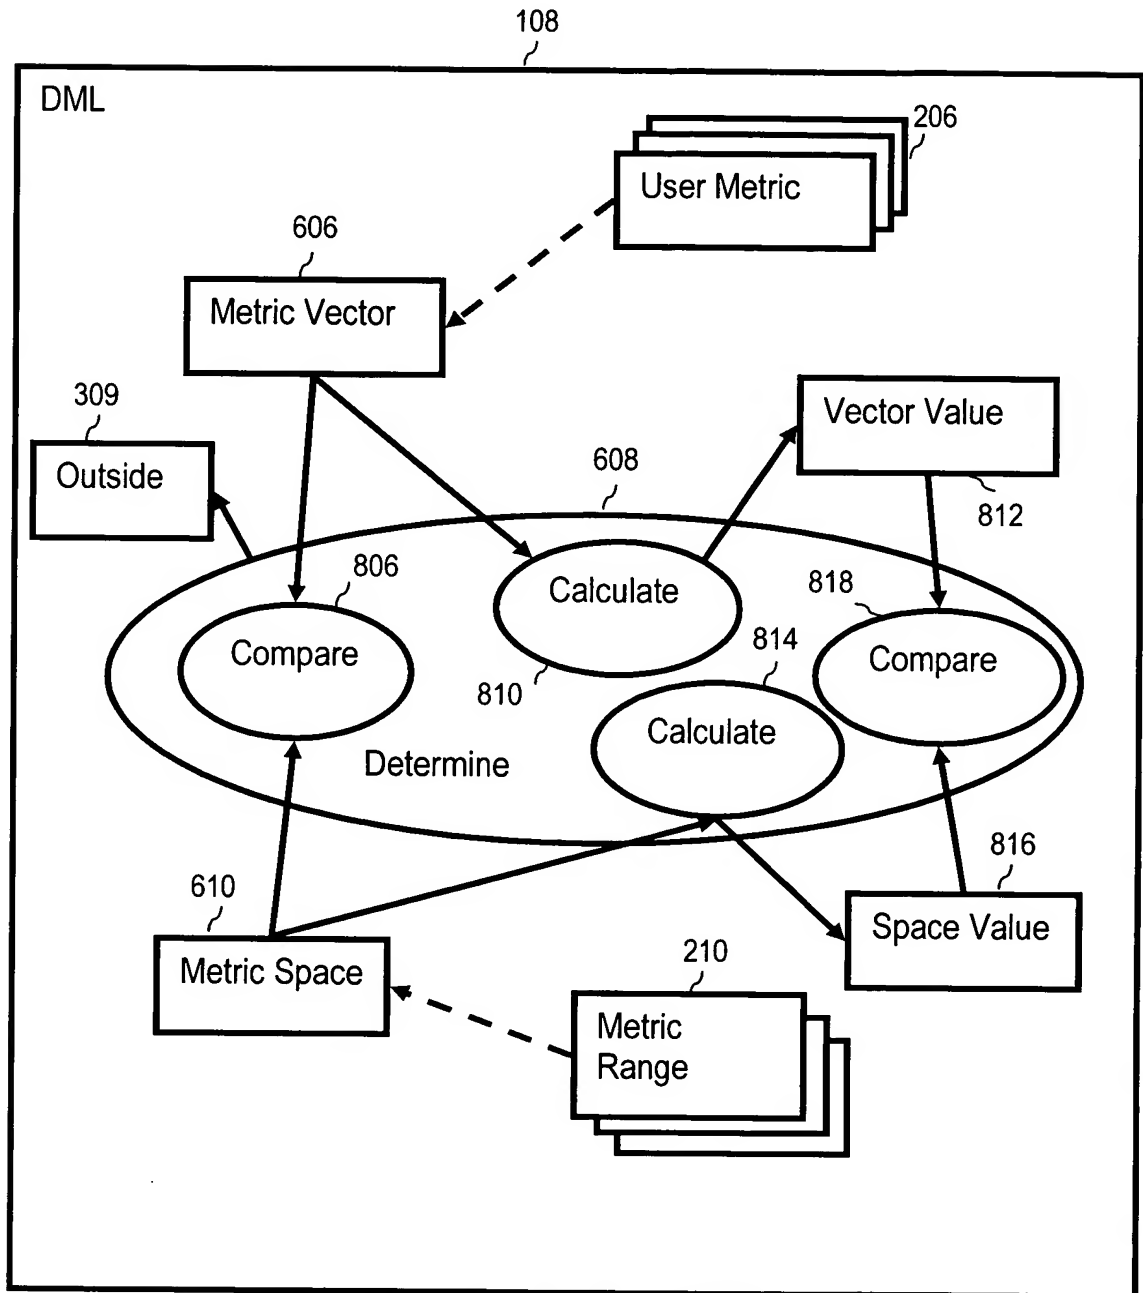 108
DML
206
User Metric
606
Metric Vector
309
Outside
Vector Value
812
608
806
Compare
Calculate
810
818
Compare
814
Calculate
Determine
610
Metric Space
816
Space Value
210
Metric
Range